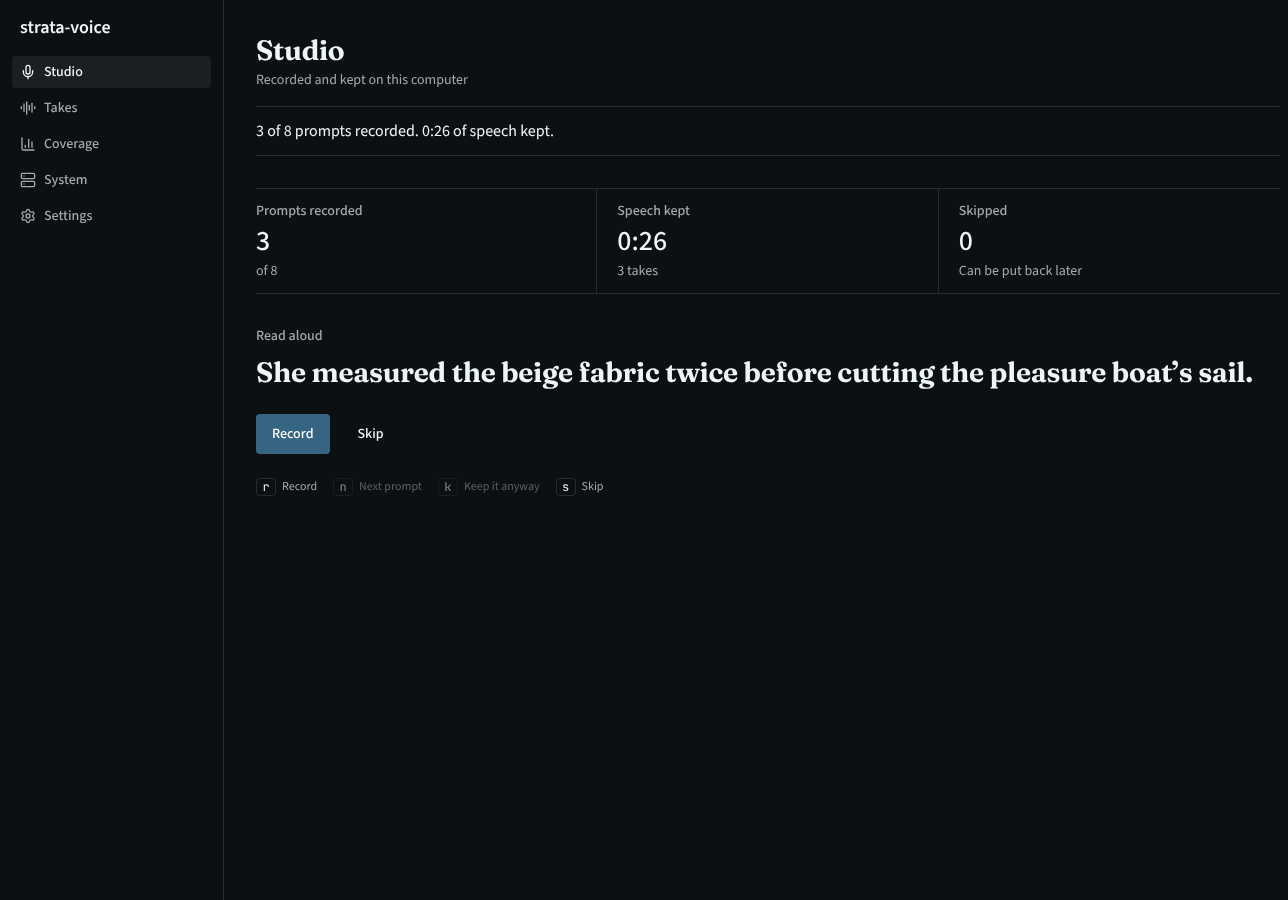 strata-voice
Studio
Takes
Coverage
System
Settings
Studio
Recorded and kept on this computer
3 of 8 prompts recorded. 0:26 of speech kept.
Prompts recorded
3
of 8
Speech kept
0:26
3 takes
Skipped
0
Can be put back later
Read aloud
She measured the beige fabric twice before cutting the pleasure boat’s sail.
Record Skip
r Record n Next prompt k Keep it anyway s Skip